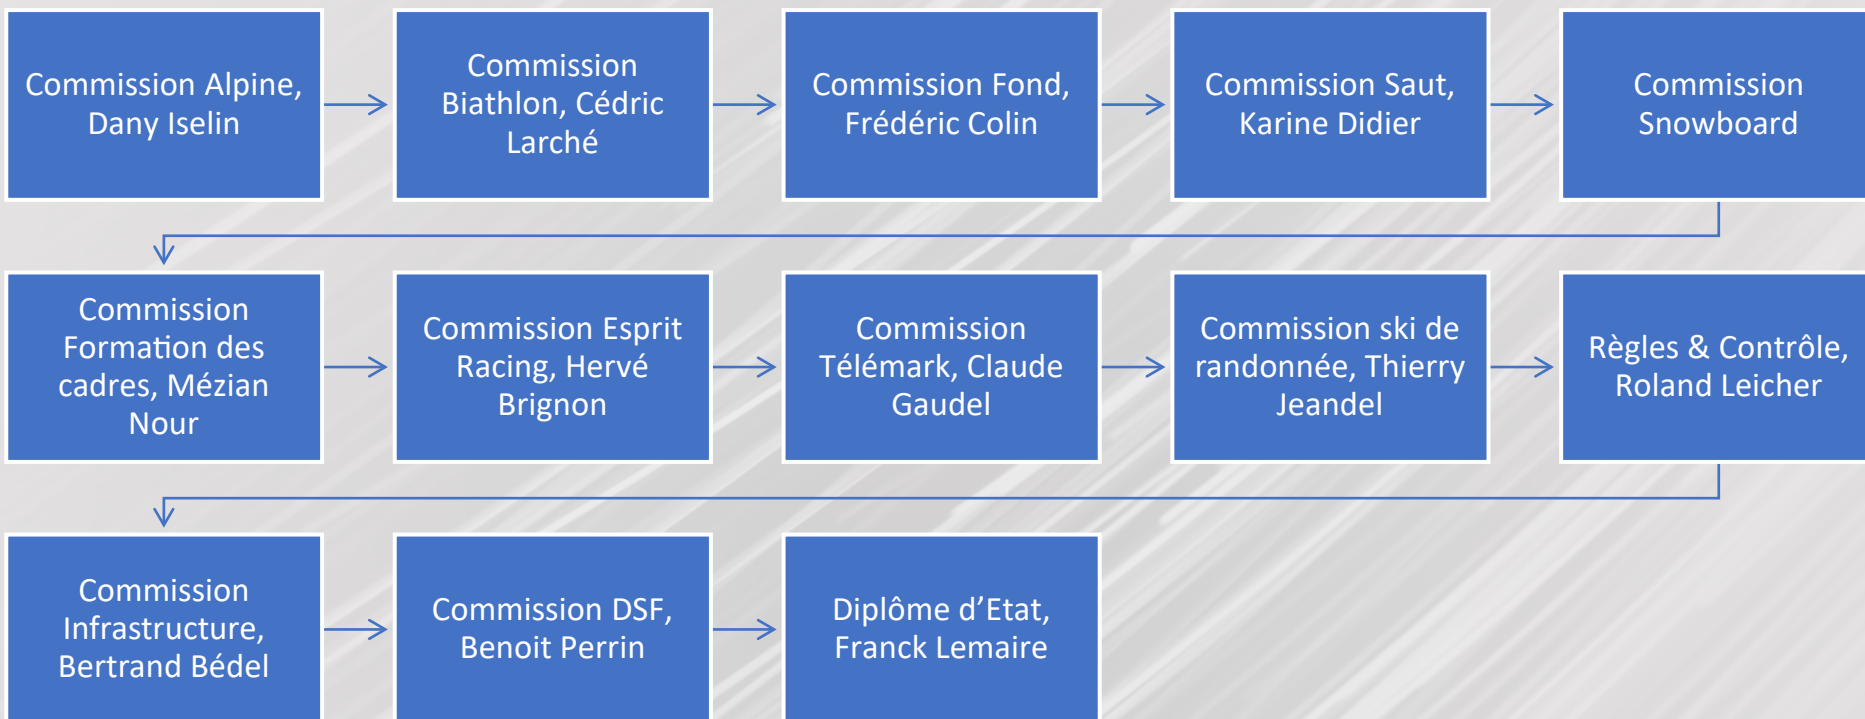 Commission Alpine,
Dany Iselin
Commission
Biathlon, Cédric
Larché
Commission Fond,
Frédéric Colin
Commission Saut,
Karine Didier
Commission
Snowboard
Commission
Formation des
cadres, Mézian
Nour
Commission Esprit
Racing, Hervé
Brignon
Commission
Télémark, Claude
Gaudel
Commission ski de
randonnée, Thierry
Jeandel
Règles & Contrôle,
Roland Leicher
Commission
Infrastructure,
Bertrand Bédel
Commission DSF,
Benoit Perrin
Diplôme d’Etat,
Franck Lemaire